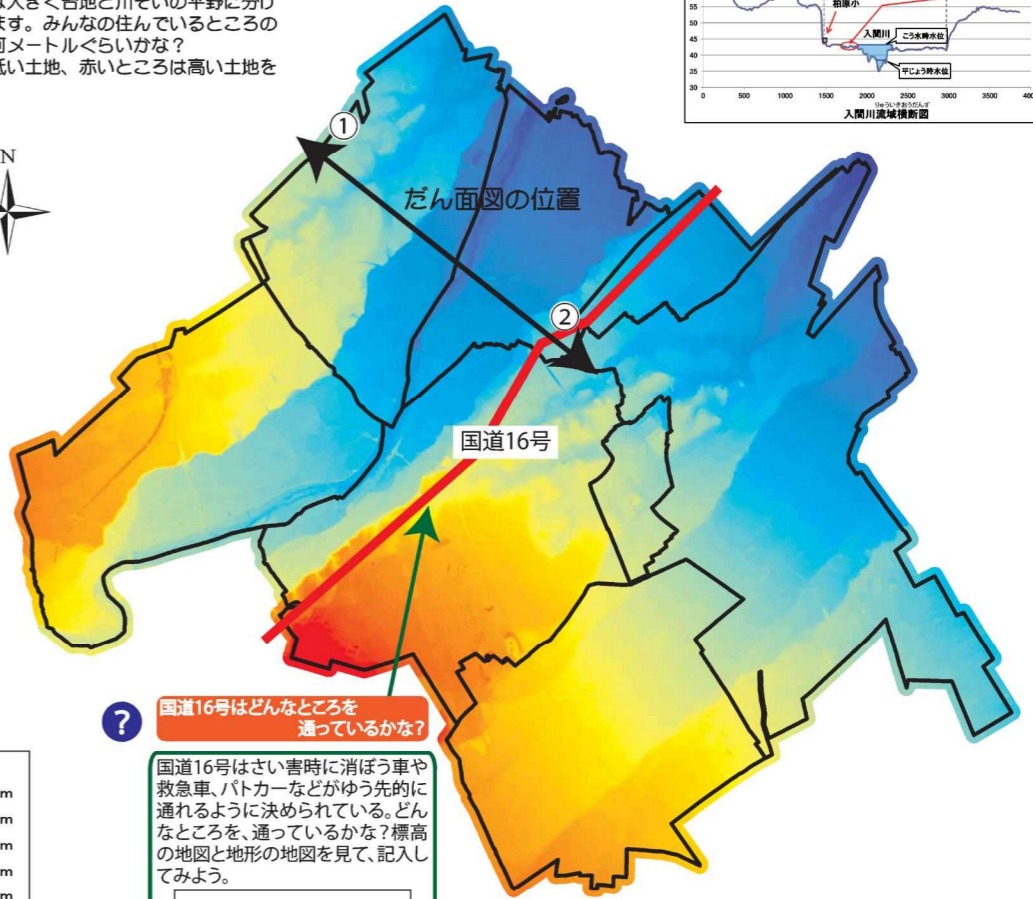 は大きく台地と川ぞいの平野に分け
ます。みんなの住んでいるところの
何メートルぐらいかな？
低い土地、赤いところは高い土地を
柏原小
入間川
こう水時水位
平じょう時水位
55
50
45
40
35
30
0 500 1000 1500 2000 2500 3000 3500
りゅういきおうだんず
入間川流域横断図
N
①
だん面図の位置
②
国道16号
?
国道16号はどんなところを
通っているかな？
国道16号はさい害時に消ぼう車や
救急車、パトカーなどがゆう先的に
通れるように決められている。どん
なところを、通っているかな？標高
の地図と地形の地図を見て、記入し
てみよう。
m
m
m
m
m